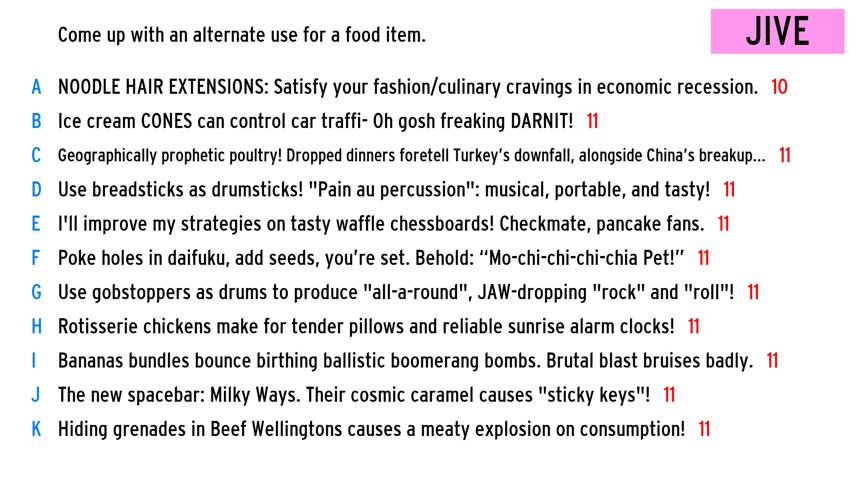 Come up with an alternate use for a food item.
JIVE
A NOODLE HAIR EXTENSIONS: Satisfy your fashion/culinary cravings in economic recession. 10
B Ice cream CONES can control car traffi- Oh gosh freaking DARNIT! 11
C Geographically prophetic poultry! Dropped dinners foretell Turkey's downfall, alongside China's breakup... 11
D Use breadsticks as drumsticks! "Pain au percussion": musical, portable, and tasty! 11
E I'll improve my strategies on tasty waffle chessboards! Checkmate, pancake fans. 11
F Poke holes in daifuku, add seeds, you're set. Behold: “Mo-chi-chi-chi-chia Pet!” 11
G Use gobstoppers as drums to produce "all-a-round", JAW-dropping "rock" and "roll"! 11
H Rotisserie chickens make for tender pillows and reliable sunrise alarm clocks! 11
I Bananas bundles bounce birthing ballistic boomerang bombs. Brutal blast bruises badly. 11
J The new spacebar: Milky Ways. Their cosmic caramel causes "sticky keys"! 11
K Hiding grenades in Beef Wellingtons causes a meaty explosion on consumption! 11